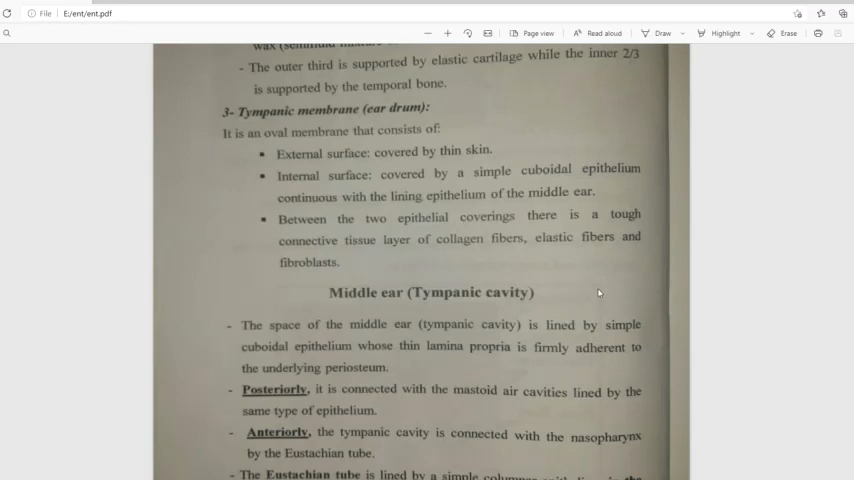 File
E:/ent/ent.pdf
Page view
Read aloud
Draw
Highlight
Erase
wax (semifluid
- The outer third is supported by elastic cartilage while the inner 2/3
is supported by the temporal bone.
3- Tympanic membrane (ear drum):
It is an oval membrane that consists of:
▪ External surface: covered by thin skin.
▪ Internal surface: covered by a simple cuboidal epithelium
continuous with the lining epithelium of the middle ear.
▪ Between the two epithelial coverings there is a tough
connective tissue layer of collagen fibers, elastic fibers and
fibroblasts.
Middle ear (Tympanic cavity)
- The space of the middle ear (tympanic cavity) is lined by simple
cuboidal epithelium whose thin lamina propria is firmly adherent to
the underlying periosteum.
- Posteriorly, it is connected with the mastoid air cavities lined by the
same type of epithelium.
- Anteriorly, the tympanic cavity is connected with the nasopharynx
by the Eustachian tube.
- The Eustachian tube is lined by a simple columnar